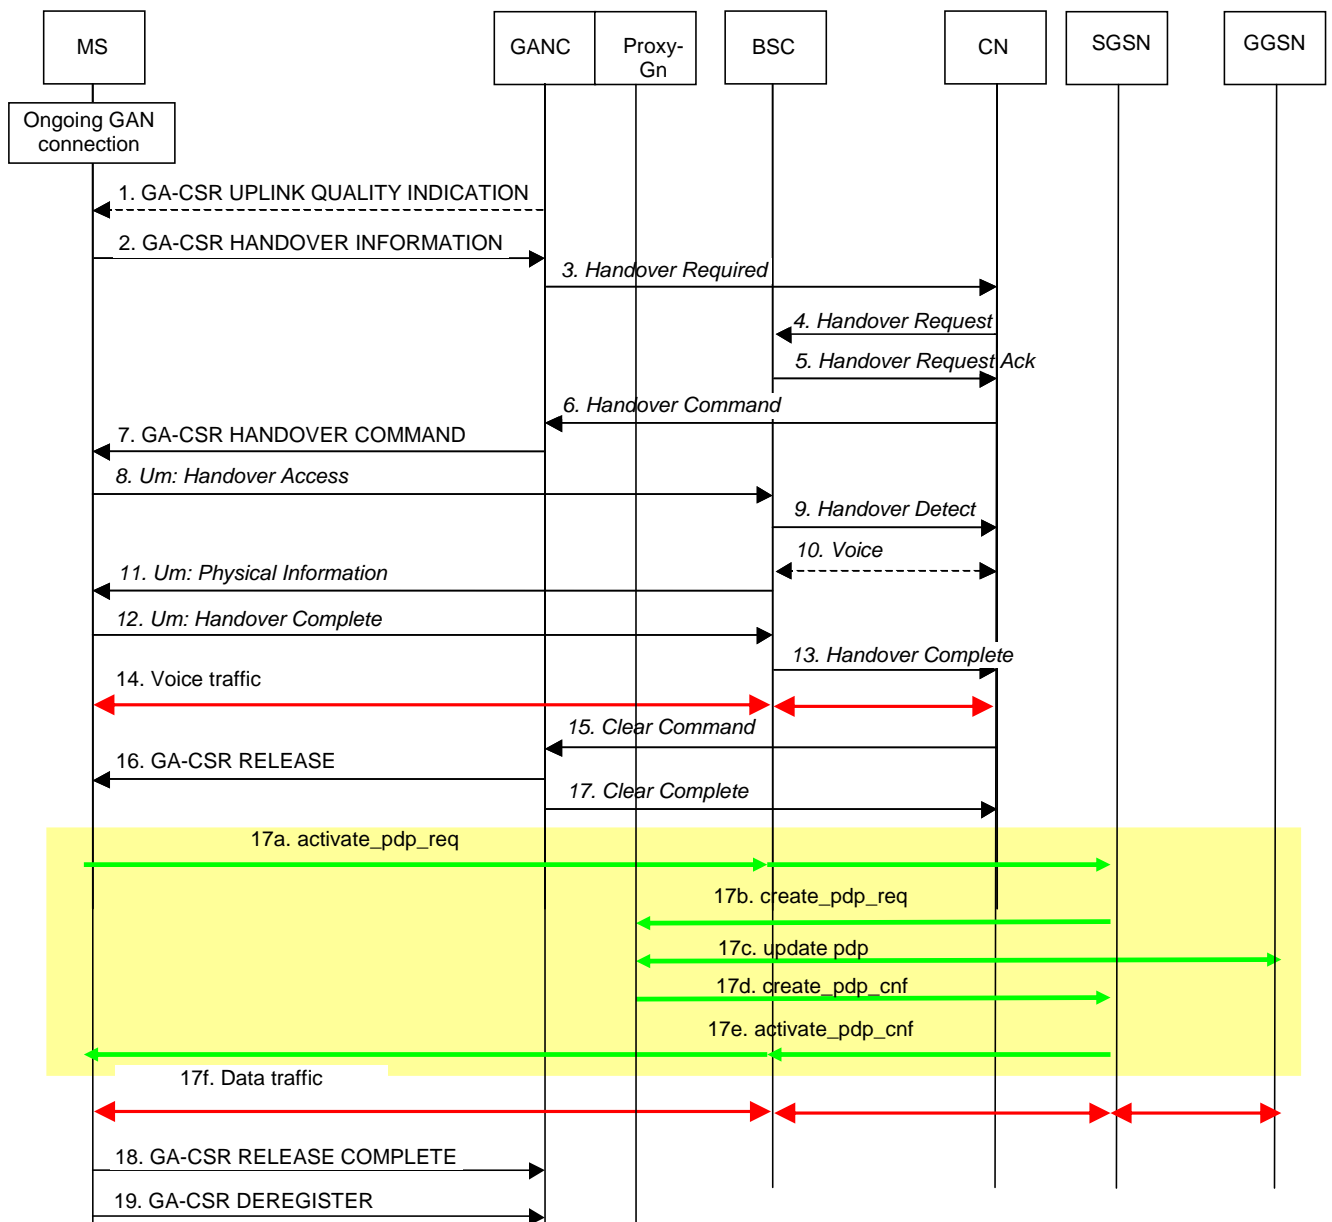 MS
GANC
Proxy-
Gn
BSC
CN
SGSN
GGSN
Ongoing GAN
connection
1. GA-CSR UPLINK QUALITY INDICATION
2. GA-CSR HANDOVER INFORMATION
3. Handover Required
4. Handover Request
5. Handover Request Ack
6. Handover Command
7. GA-CSR HANDOVER COMMAND
8. Um: Handover Access
9. Handover Detect
10. Voice
11. Um: Physical Information
12. Um: Handover Complete
13. Handover Complete
14. Voice traffic
15. Clear Command
16. GA-CSR RELEASE
17. Clear Complete
17a. activate_pdp_req
17b. create_pdp_req
17c. update pdp
17d. create_pdp_cnf
17e. activate_pdp_cnf
17f. Data traffic
18. GA-CSR RELEASE COMPLETE
19. GA-CSR DEREGISTER